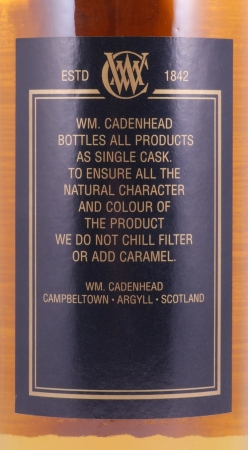 ESTD WC 1842
WM. CADENHEAD
BOTTLES ALL PRODUCTS
AS SINGLE CASK.
TO ENSURE ALL THE
NATURAL CHARACTER
AND COLOUR OF
THE PRODUCT
WE DO NOT CHILL FILTER
OR ADD CARAMEL.
WM. CADENHEAD
CAMPBELTOWN • ARGYLL • SCOTLAND